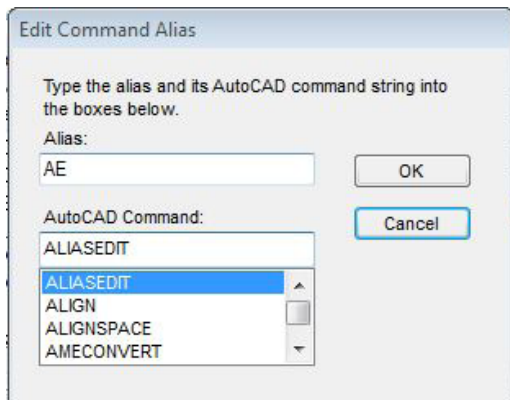 Edit Command Alias
Type the alias and its AutoCAD command string into
the boxes below.
Alias:
AE
OK
AutoCAD Command:
Cancel
ALIASEDIT
ALIASEDIT
ALIGN
ALIGNSPACE
AMECONVERT